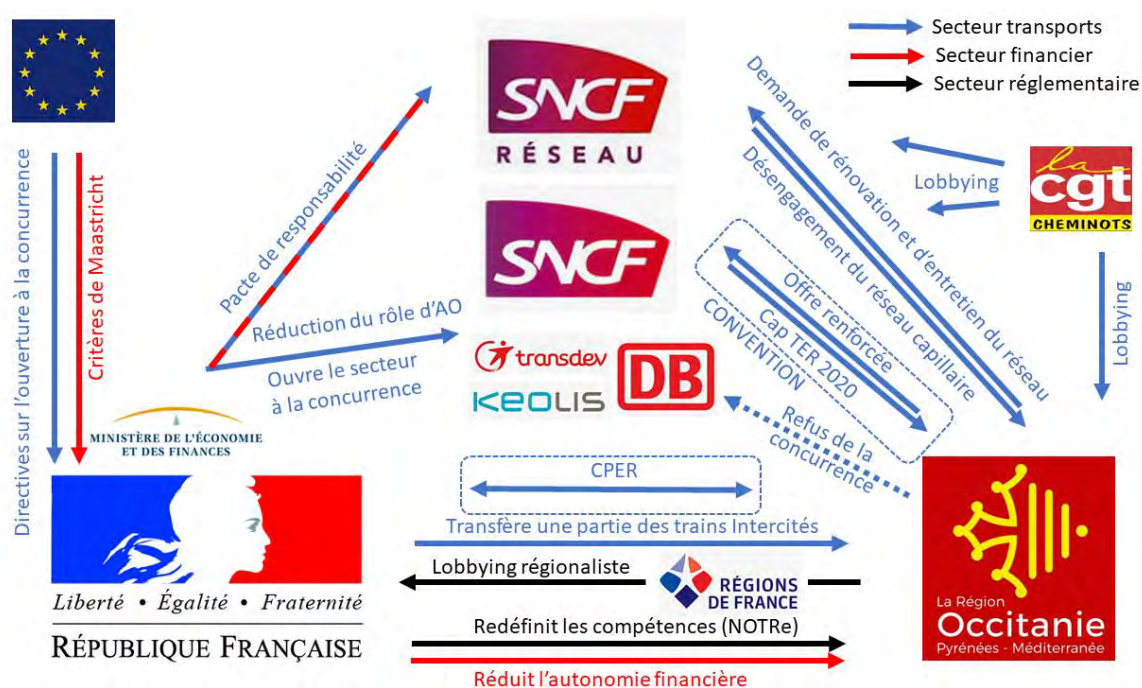 Secteur transports
Secteur financier
Secteur réglementaire
SNCF
RÉSEAU
SNCF
transdev
KEOLIS
DB
la
cgt
CHEMINOTS
Lobbying
Lobbying
Demande de rénovation et d'entretien du réseau
Désengagement du réseau capillaire
Offre renforcée
Cap TER 2020
CONVENTION
Refus de la
concurrence
Directives sur l'ouverture à la concurrence
Critères de Maastricht
Pacte de responsabilité
Réduction du rôle d'AO
Ouvre le secteur
à la concurrence
MINISTÈRE DE L'ÉCONOMIE
ET DES FINANCES
CPER
Transfère une partie des trains Intercités
Lobbying régionaliste
RÉGIONS
DE FRANCE
Liberté • Égalité • Fraternité
RÉPUBLIQUE FRANÇAISE
Redéfinit les compétences (NOTRe)
Réduit l'autonomie financière
La Région
Occitanie
Pyrénées - Méditerranée